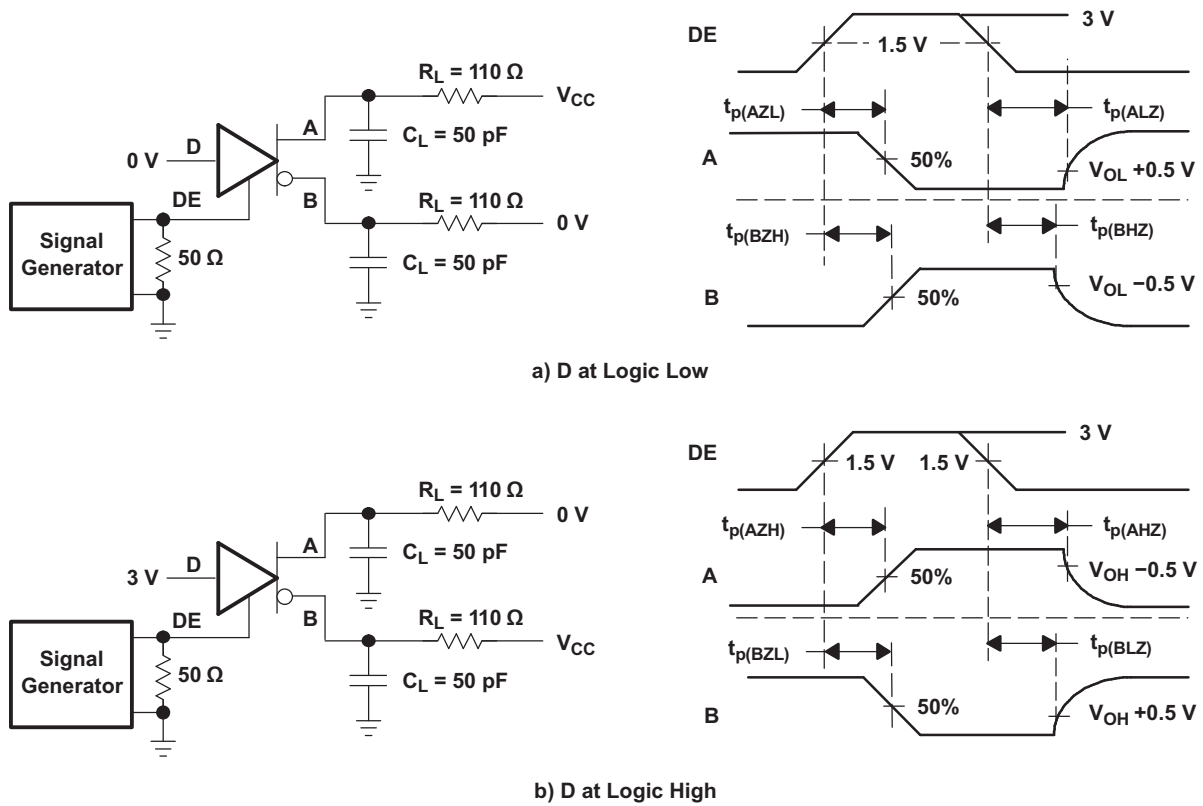 R_L = 110 Ω
V_CC
A
C_L = 50 pF
D
0 V
B
DE
R_L = 110 Ω
0 V
C_L = 50 pF
Signal
Generator
50 Ω
DE
3 V
1.5 V
t_p(AZL)
t_p(ALZ)
A
50%
V_OL +0.5 V
t_p(BZH)
t_p(BHZ)
B
50%
V_OL −0.5 V
a) D at Logic Low
R_L = 110 Ω
0 V
A
C_L = 50 pF
D
3 V
B
DE
R_L = 110 Ω
V_CC
C_L = 50 pF
Signal
Generator
50 Ω
DE
3 V
1.5 V 1.5 V
t_p(AZH)
t_p(AHZ)
A
50%
V_OH −0.5 V
t_p(BZL)
t_p(BLZ)
B
50%
V_OH +0.5 V
b) D at Logic High